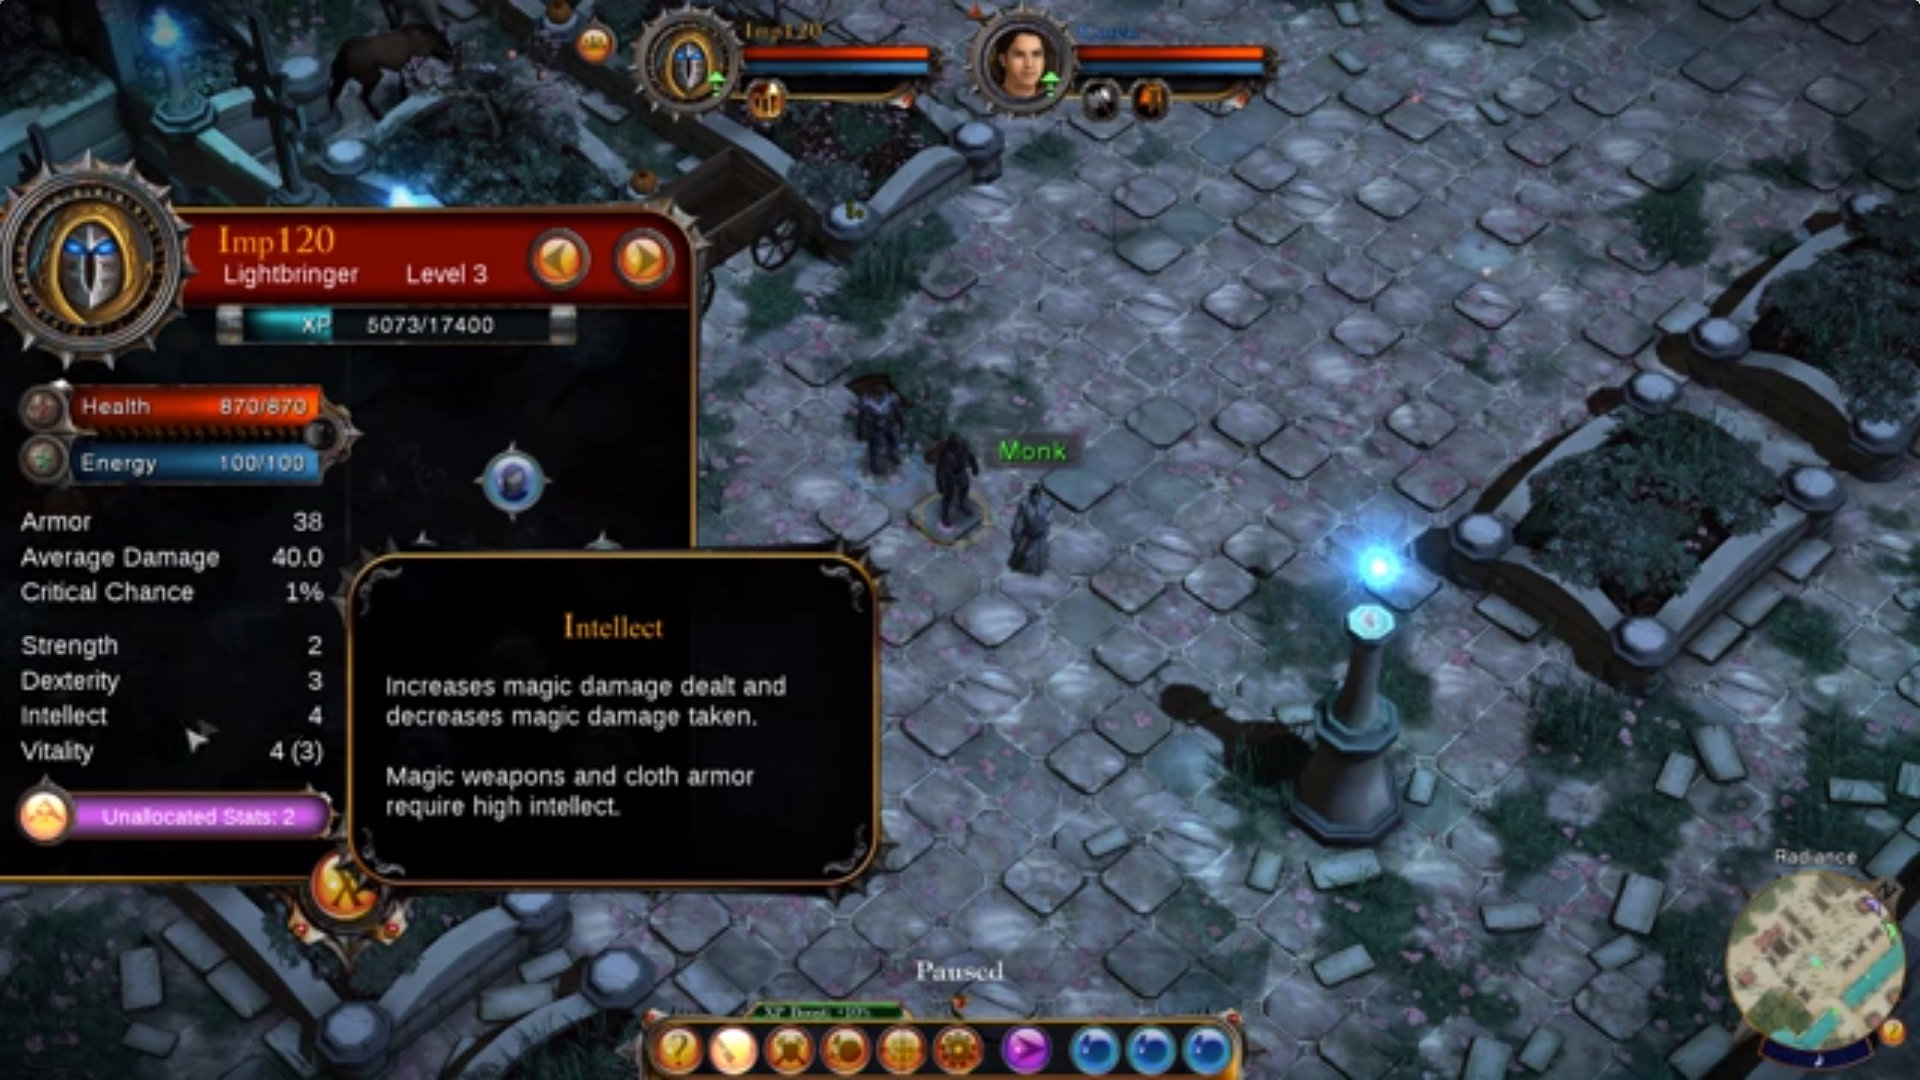 Imp120
Imp120
Lightbringer Level 3
XP 5073/17400
Health 870/870
Energy 100/100
Armor 38
Average Damage 40.0
Critical Chance 1%
Strength 2
Dexterity 3
Intellect 4
Vitality 4 (3)
Unallocated Stats: 2
Intellect
Increases magic damage dealt and
decreases magic damage taken.
Magic weapons and cloth armor
require high intellect.
Monk
Radiance
Paused